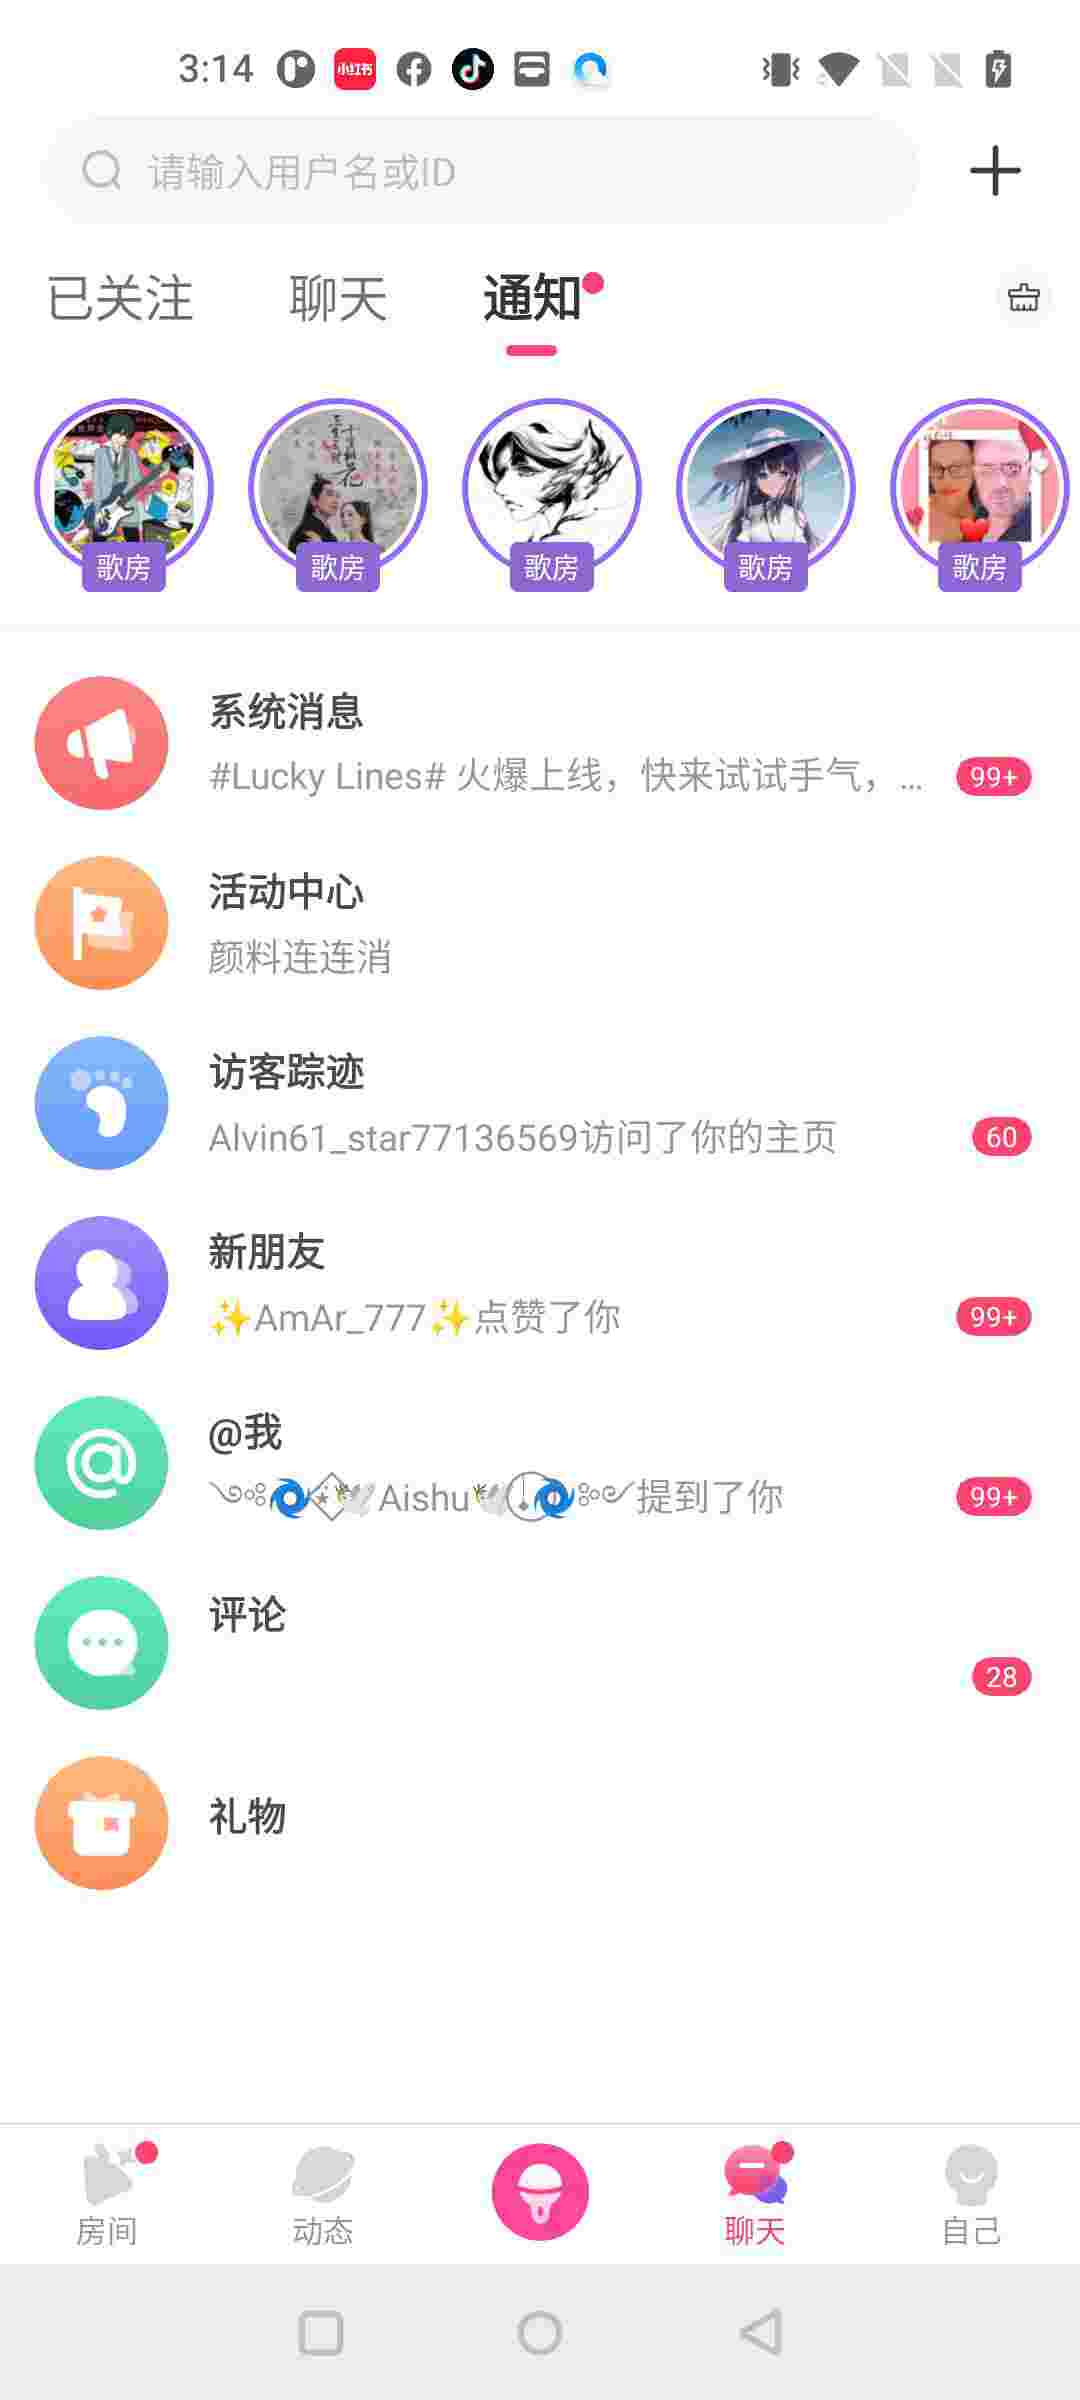 3:14
小红书
请输入用户名或ID
已关注 聊天 通知
歌房 歌房 歌房 歌房 歌房
系统消息
#Lucky Lines# 火爆上线，快来试试手气，... 99+
活动中心
颜料连连消
访客踪迹
Alvin61_star77136569访问了你的主页 60
新朋友
✨AmAr_777✨点赞了你 99+
@我
Aishu 提到了你 99+
评论
28
礼物
房间 动态 聊天 自己